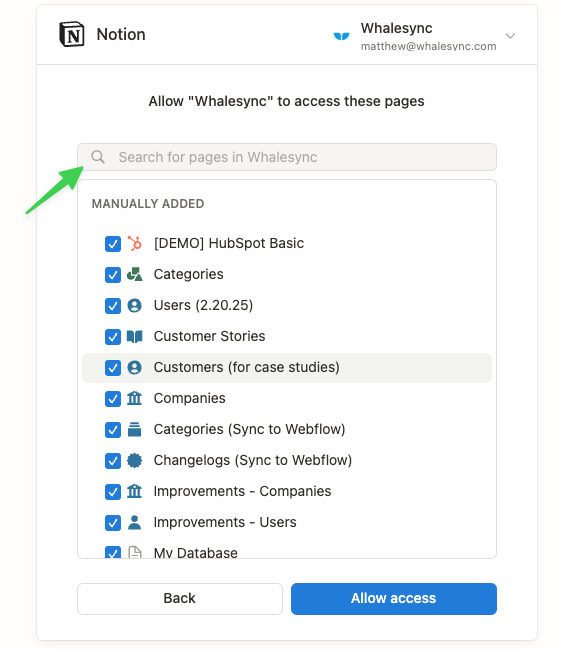 Notion
Whalesync
matthew@whalesync.com
Allow "Whalesync" to access these pages
Search for pages in Whalesync
MANUALLY ADDED
[DEMO] HubSpot Basic
Categories
Users (2.20.25)
Customer Stories
Customers (for case studies)
Companies
Categories (Sync to Webflow)
Changelogs (Sync to Webflow)
Improvements - Companies
Improvements - Users
My Database
Back
Allow access